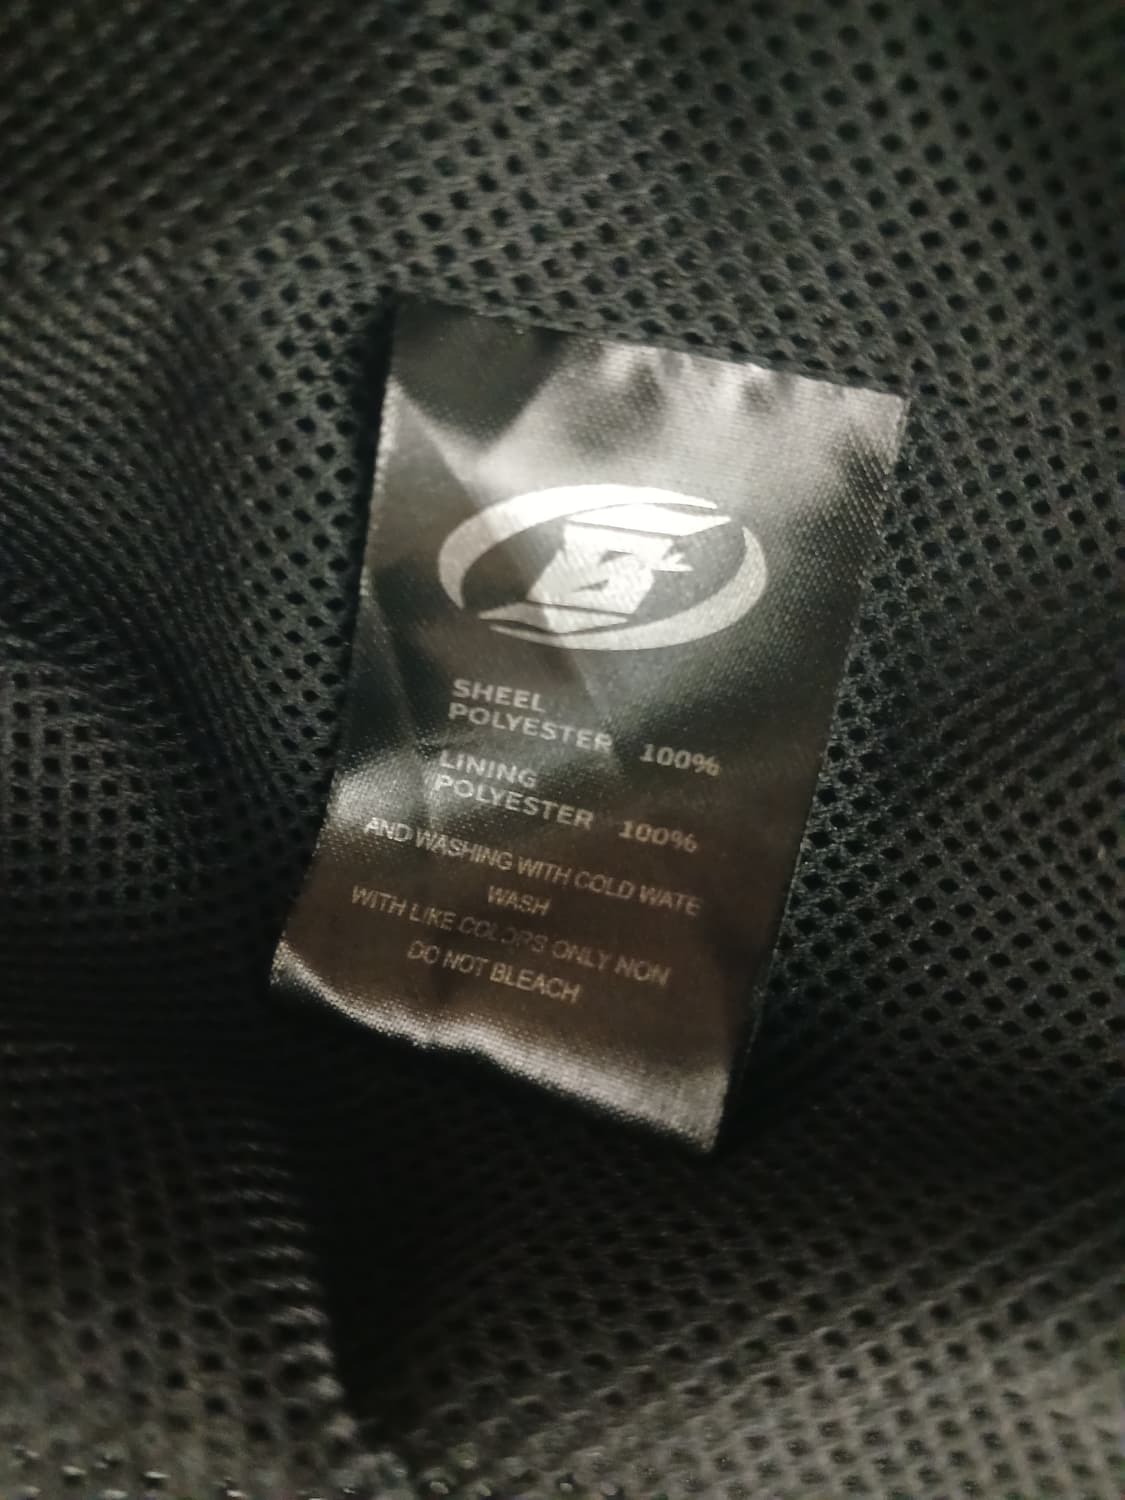 SHEEL
POLYESTER 100%
LINING
POLYESTER 100%
AND WASHING WITH COLD WATE
WASH
WITH LIKE COLORS ONLY NON
DO NOT BLEACH